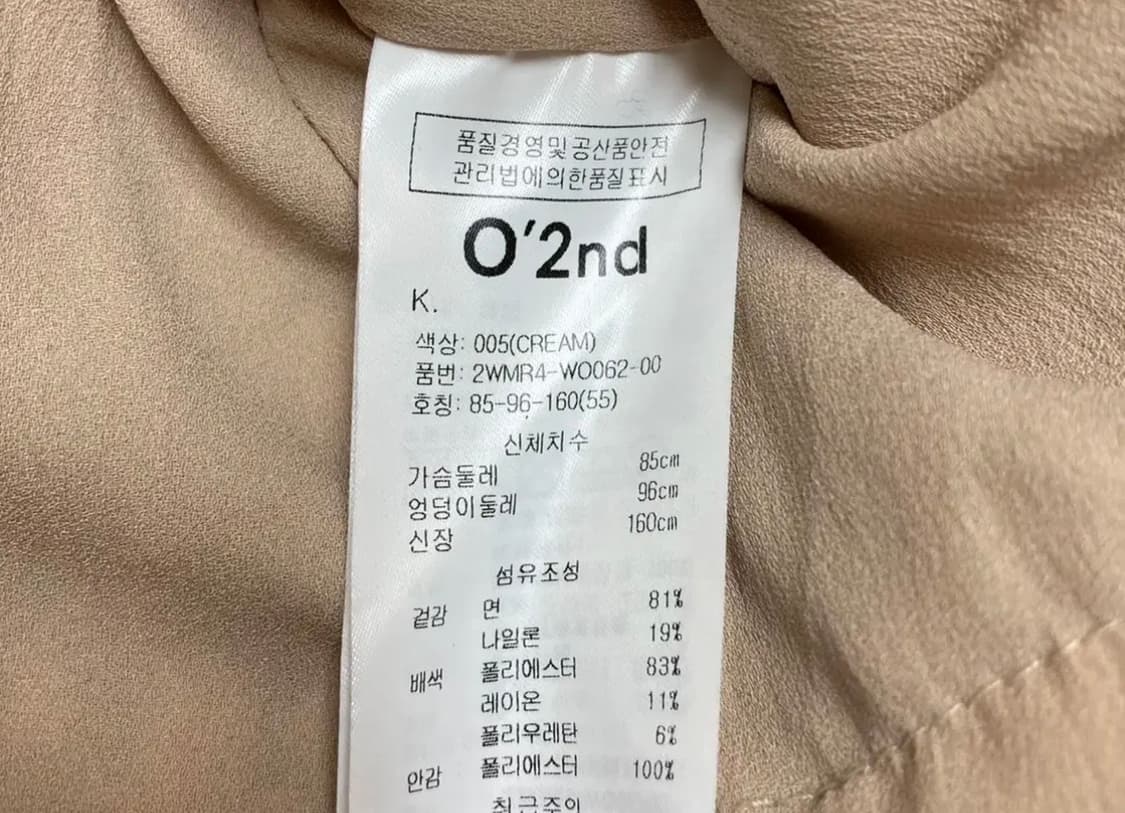 품질경영및공산품안전
관리법에의한품질표시
O'2nd
K.
색상: 005(CREAM)
품번: 2WMR4-WO062-00
호칭: 85-96-160(55)
신체치수
가슴둘레 85cm
엉덩이둘레 96cm
신장 160cm
섬유조성
겉감 면 81%
나일론 19%
배색 폴리에스터 83%
레이온 11%
폴리우레탄 6%
안감 폴리에스터 100%
취급주의